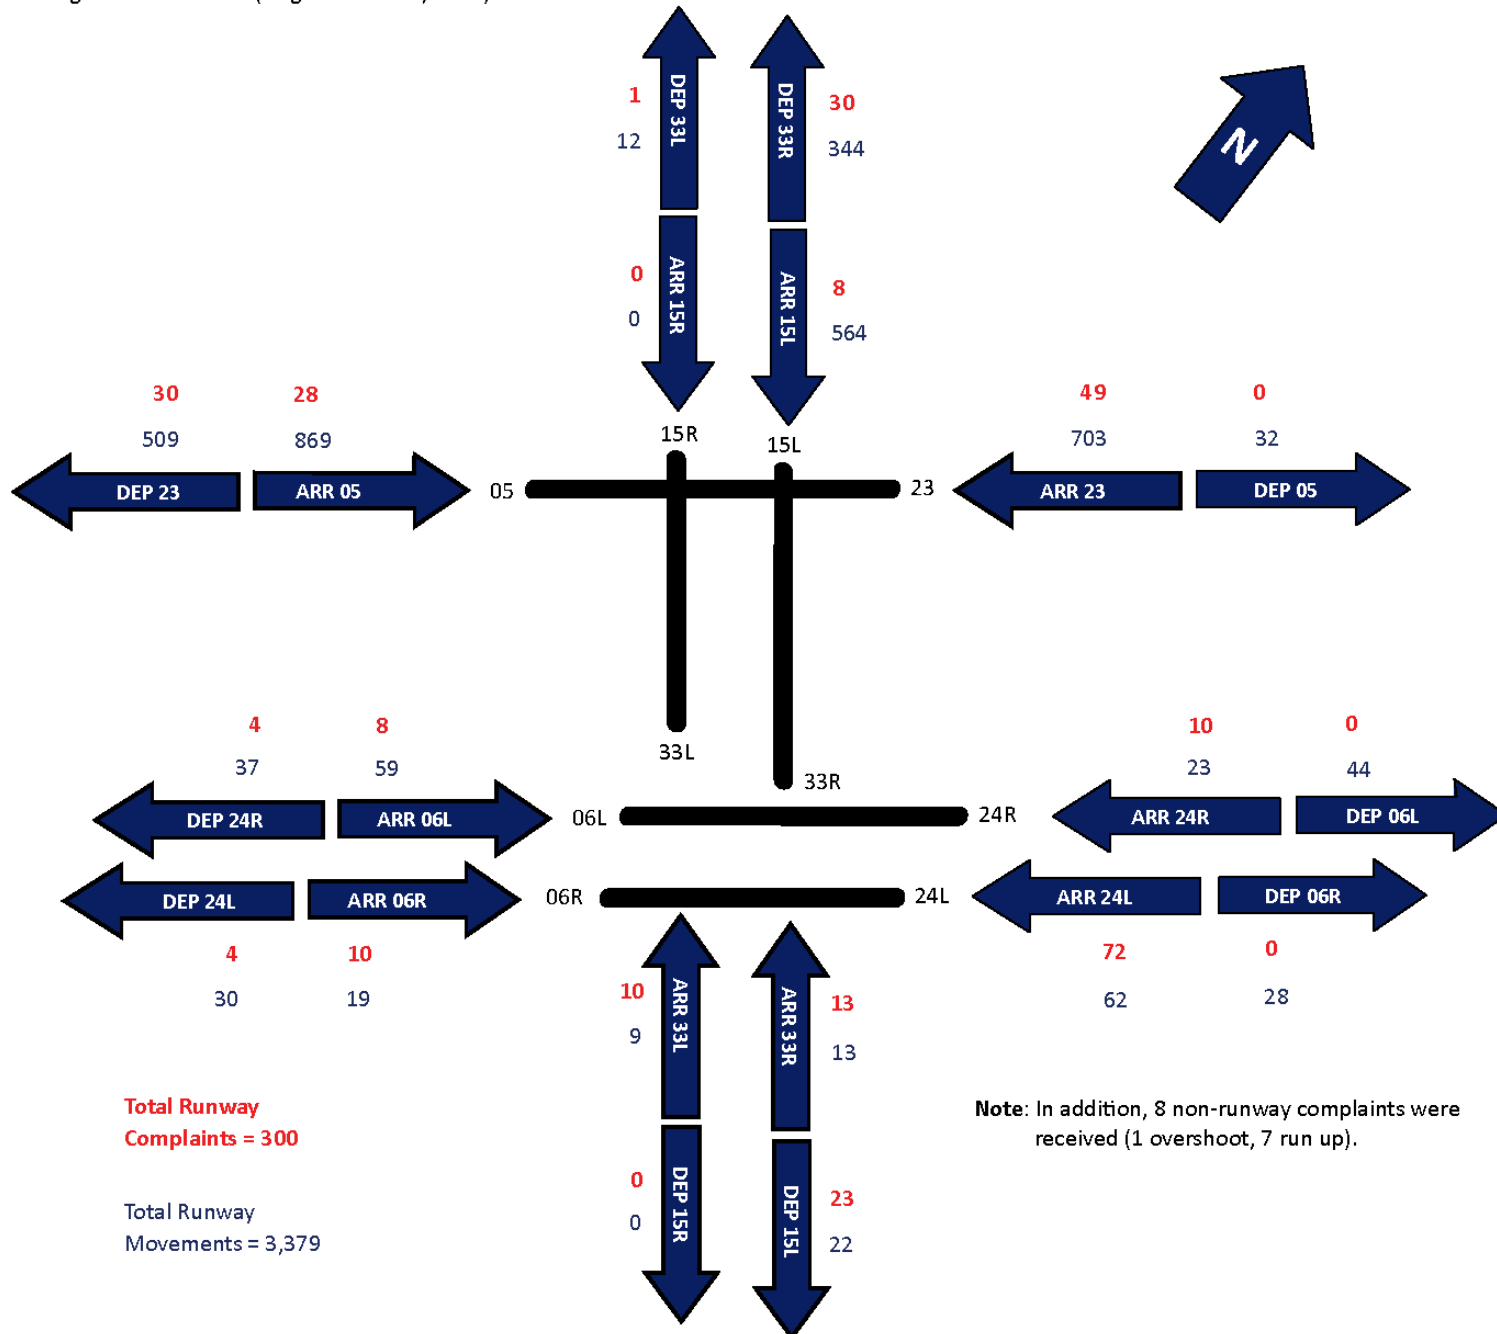 DEP 33L
DEP 33R
1
30
12
344
N
ARR 15R
ARR 15L
0
8
0
564
30
28
49
0
509
869
703
32
15R
15L
DEP 23
ARR 05
05
23
ARR 23
DEP 05
4
8
10
0
37
59
33L
23
44
33R
DEP 24R
ARR 06L
06L
24R
ARR 24R
DEP 06L
DEP 24L
ARR 06R
06R
24L
ARR 24L
DEP 06R
4
10
72
0
30
19
62
28
ARR 33L
ARR 33R
10
13
9
13
Total Runway
Complaints = 300
Note: In addition, 8 non-runway complaints were
received (1 overshoot, 7 run up).
DEP 15R
DEP 15L
0
23
0
22
Total Runway
Movements = 3,379